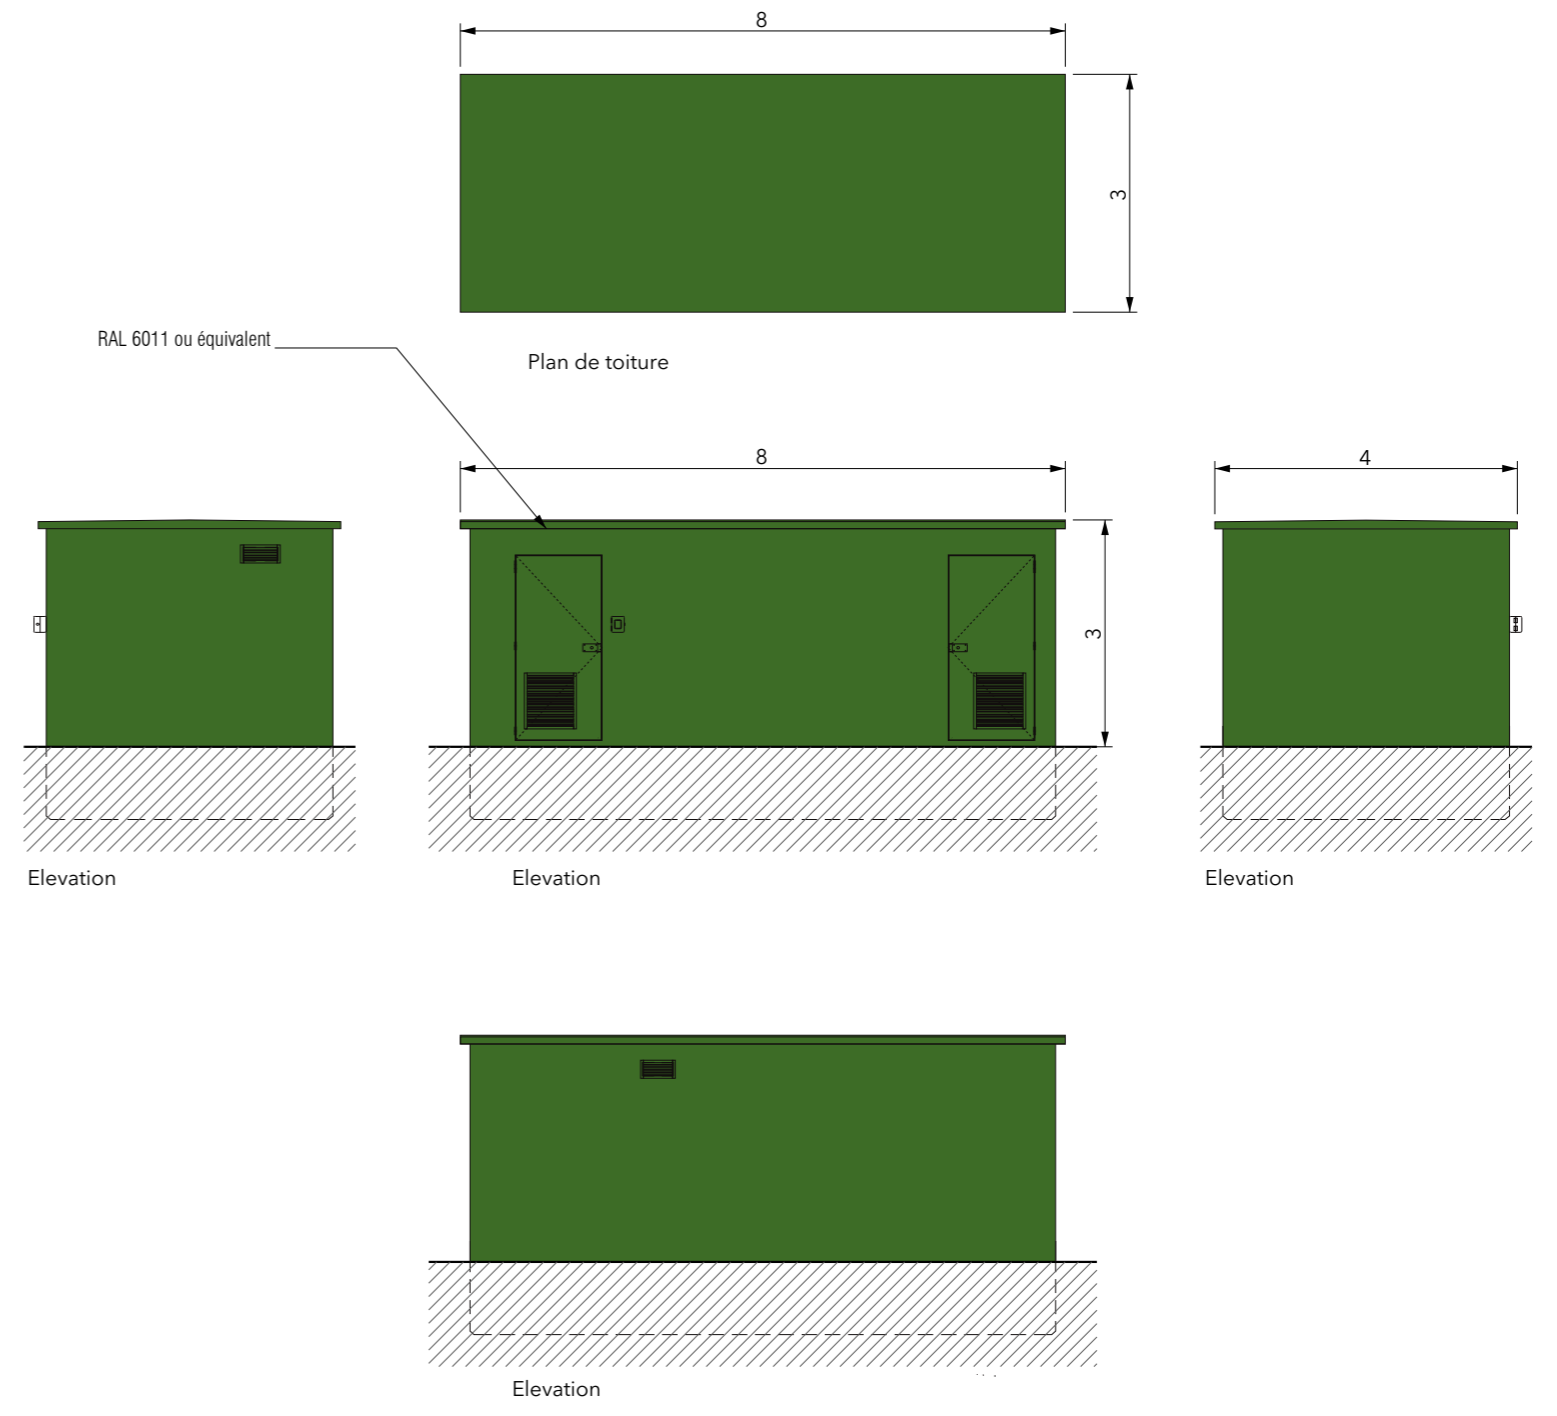 8
3
RAL 6011 ou équivalent
Plan de toiture
8
4
3
Elevation
Elevation
Elevation
Elevation